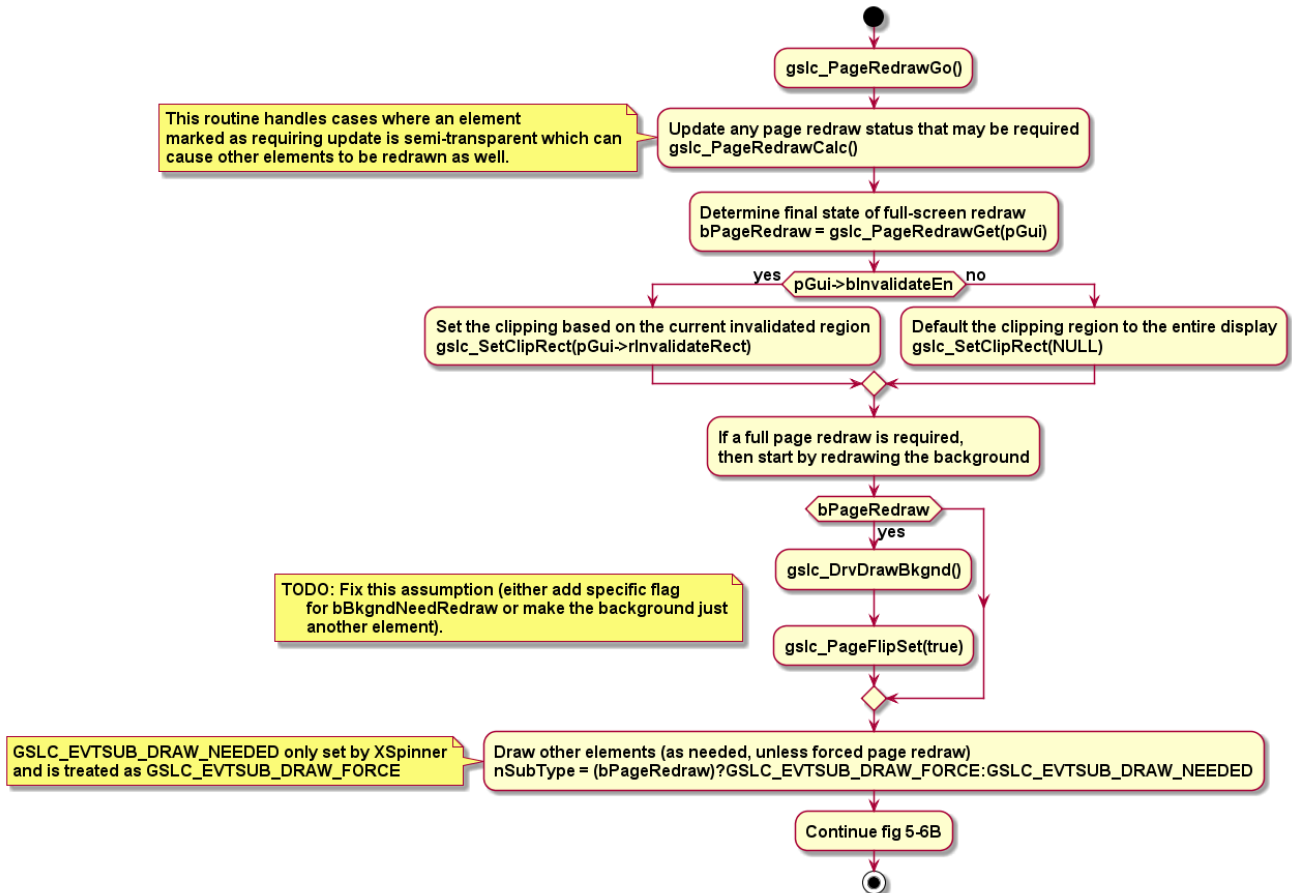 gslc_PageRedrawGo()
This routine handles cases where an element
marked as requiring update is semi-transparent which can
cause other elements to be redrawn as well.
Update any page redraw status that may be required
gslc_PageRedrawCalc()
Determine final state of full-screen redraw
bPageRedraw = gslc_PageRedrawGet(pGui)
yes
pGui->bInvalidateEn
no
Set the clipping based on the current invalidated region
gslc_SetClipRect(pGui->rInvalidateRect)
Default the clipping region to the entire display
gslc_SetClipRect(NULL)
If a full page redraw is required,
then start by redrawing the background
bPageRedraw
yes
gslc_DrvDrawBkgnd()
TODO: Fix this assumption (either add specific flag
for bBkgndNeedRedraw or make the background just
another element).
gslc_PageFlipSet(true)
GSLC_EVTSUB_DRAW_NEEDED only set by XSpinner
and is treated as GSLC_EVTSUB_DRAW_FORCE
Draw other elements (as needed, unless forced page redraw)
nSubType = (bPageRedraw)?GSLC_EVTSUB_DRAW_FORCE:GSLC_EVTSUB_DRAW_NEEDED
Continue fig 5-6B